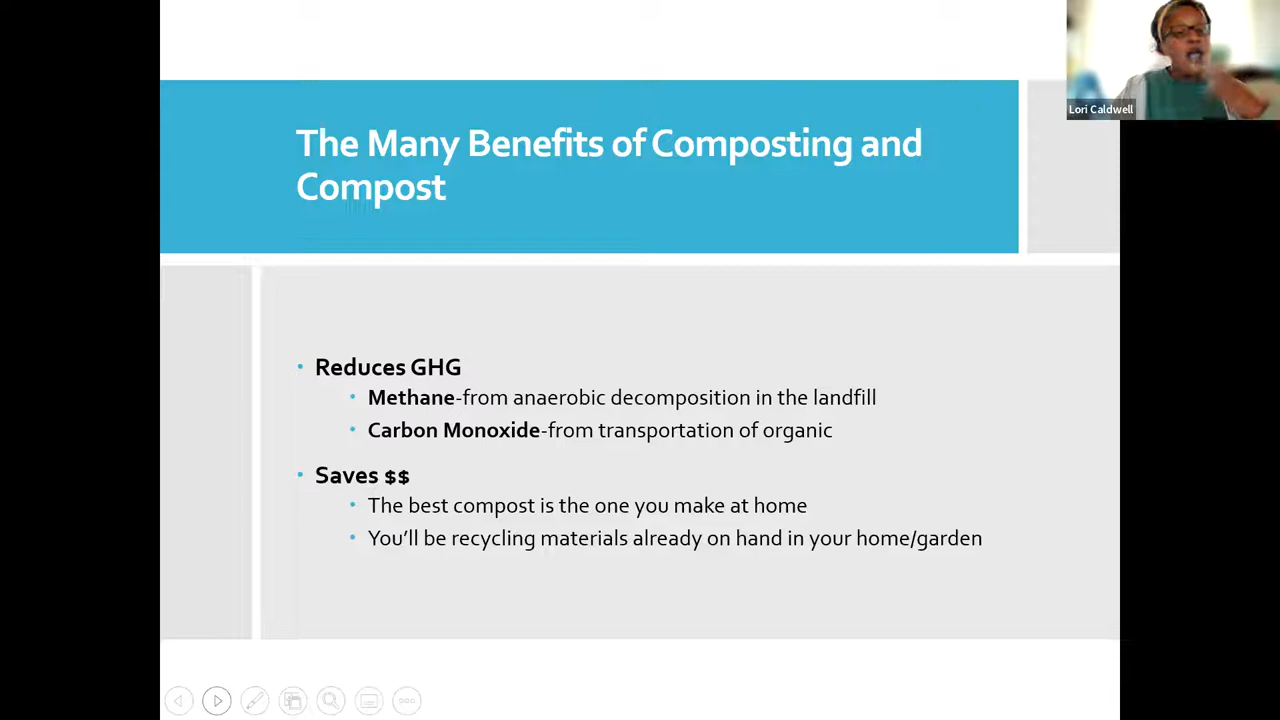 Lori Caldwell
The Many Benefits of Composting and
Compost
• Reduces GHG
• Methane-from anaerobic decomposition in the landfill
• Carbon Monoxide-from transportation of organic
• Saves $$
• The best compost is the one you make at home
• You’ll be recycling materials already on hand in your home/garden